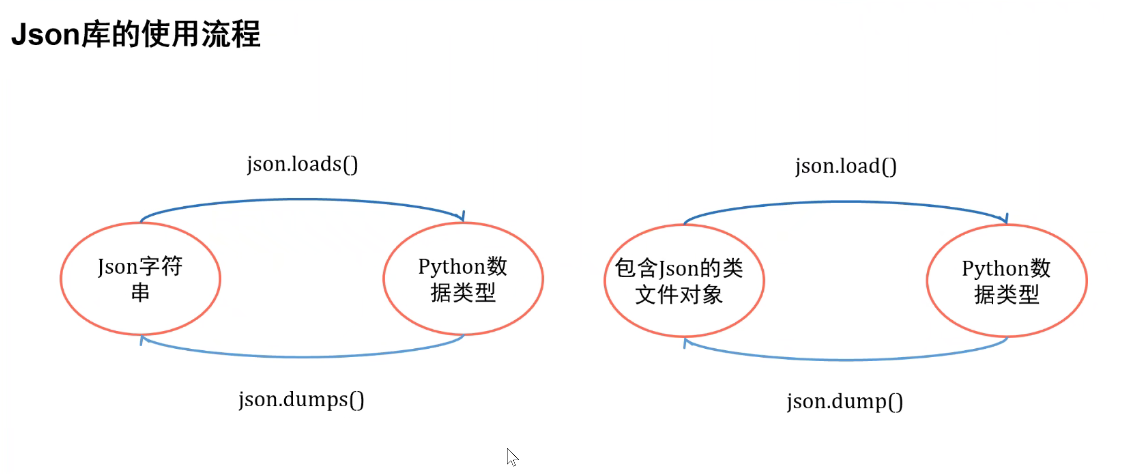 Json库的使用流程
json.loads()
json.load()
Json字符
串
Python数
据类型
包含Json的类
文件对象
Python数
据类型
json.dumps()
json.dump()